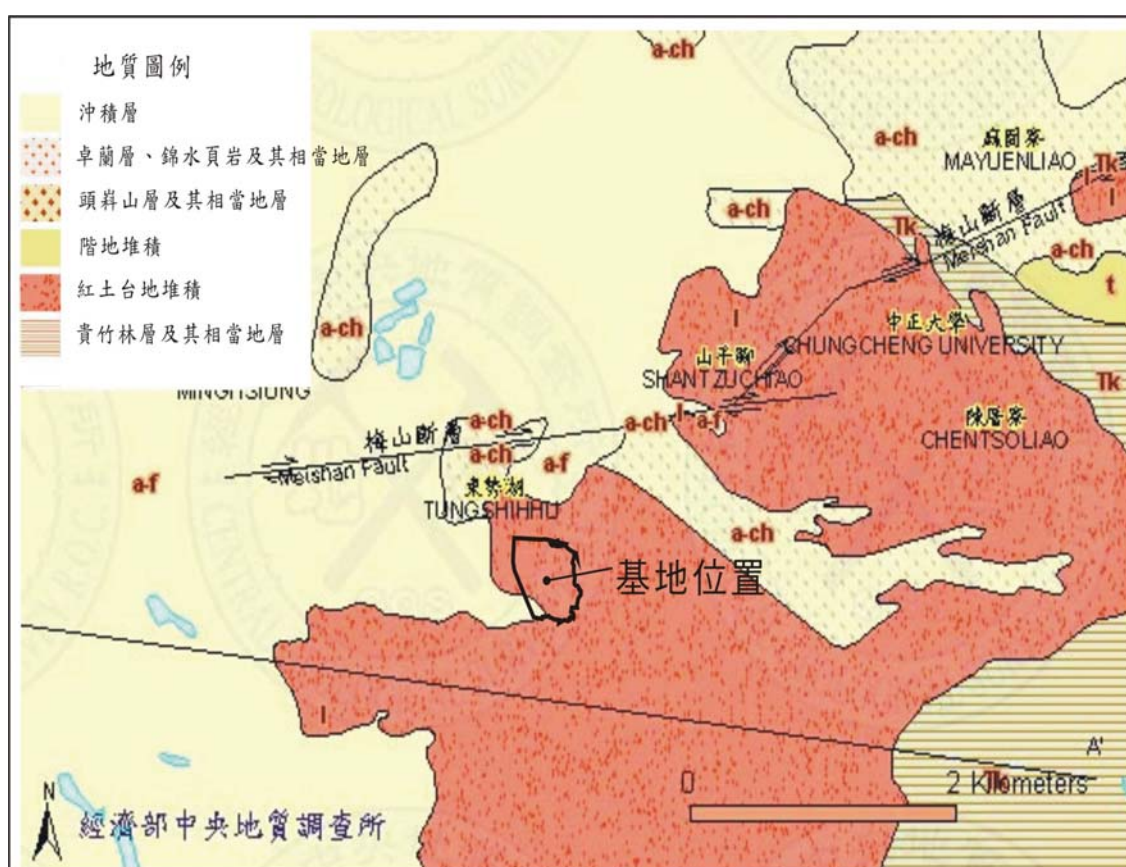 地質圖例
沖積層
卓蘭層、錦水頁岩及其相當地層
頭嵙山層及其相當地層
階地堆積
紅土台地堆積
貴竹林層及其相當地層
a-ch
a-ch
麻園寮
MAYUENLIAO
Tk
l
l
a-ch
Tk
梅山斷層
Meishan Fault
a-ch
t
a-ch
l
中正大學
CHUNGCHENG UNIVERSITY
山子腳
SHANTZUCHIAO
Tk
MINGHSIUNG
a-ch
a-ch
l
a-f
陳厝寮
CHENTSOLIAO
梅山斷層
Meishan Fault
a-ch
a-f
a-f
東勢湖
TUNGSHIHHU
a-ch
基地位置
l
A'
Tk
0
2 Kilometers
N
經濟部中央地質調查所